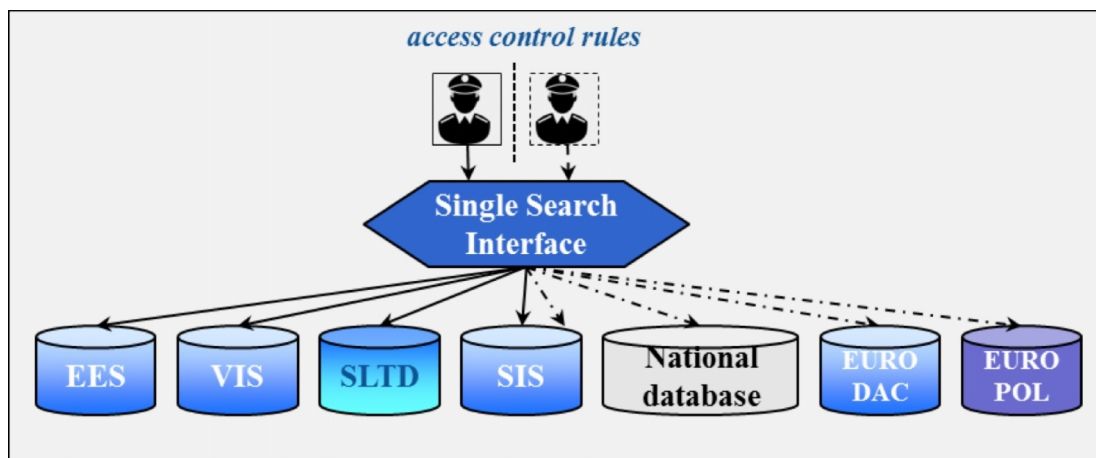 access control rules
Single Search
Interface
EES
VIS
SLTD
SIS
National
database
EURO
DAC
EURO
POL